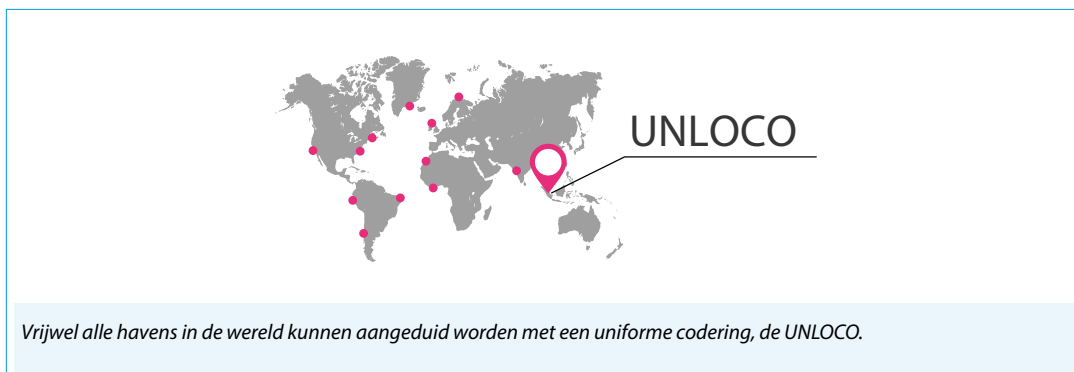 UNLOCO
Vrijwel alle havens in de wereld kunnen aangeduid worden met een uniforme codering, de UNLOCO.